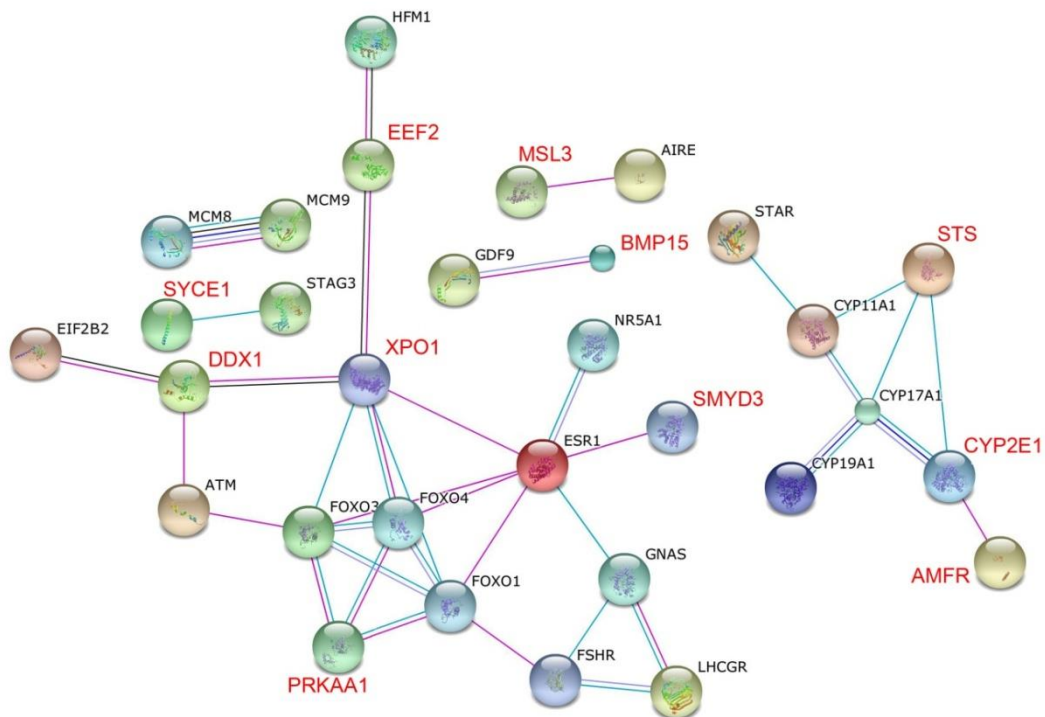 HFM1
EEF2
MSL3
AIRE
MCM8
MCM9
STAR
STS
GDF9
BMP15
SYCE1
STAG3
CYP11A1
EIF2B2
DDX1
XPO1
NR5A1
CYP17A1
SMYD3
ESR1
CYP19A1
CYP2E1
ATM
FOXO3
FOXO4
GNAS
AMFR
FOXO1
PRKAA1
FSHR
LHCGR